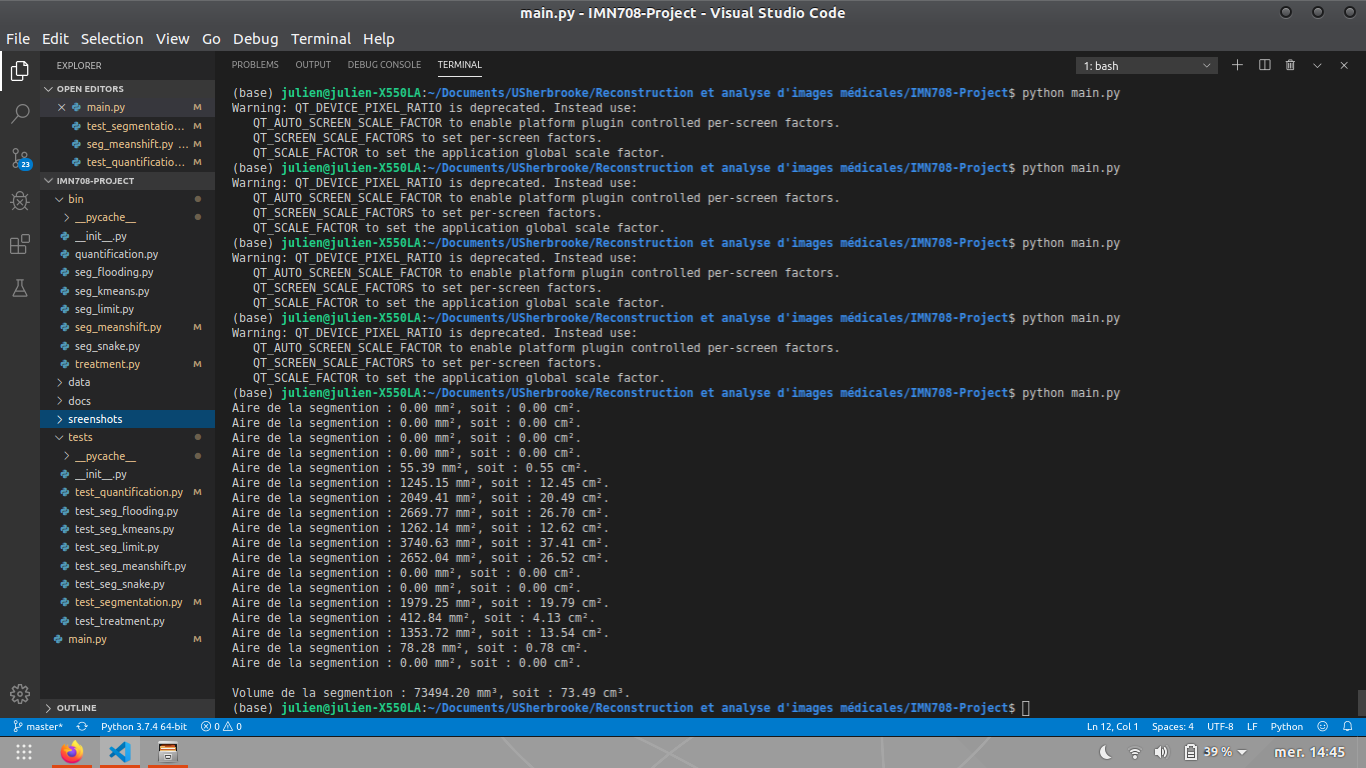 main.py - IMN708-Project - Visual Studio Code
File Edit Selection View Go Debug Terminal Help
EXPLORER
OPEN EDITORS
main.py M
test_segmentatio... M
seg_meanshift.py ... M
test_quantificatio... M
IMN708-PROJECT
bin
__pycache__
__init__.py
quantification.py
seg_flooding.py
seg_kmeans.py
seg_limit.py
seg_meanshift.py M
seg_snake.py
treatment.py M
data
docs
sreenshots
tests
__pycache__
__init__.py
test_quantification.py M
test_seg_flooding.py
test_seg_kmeans.py
test_seg_limit.py
test_seg_meanshift.py
test_seg_snake.py
test_segmentation.py M
test_treatment.py
main.py M
OUTLINE
23
PROBLEMS OUTPUT DEBUG CONSOLE TERMINAL
1: bash
(base) julien@julien-X550LA:~/Documents/USherbrooke/Reconstruction et analyse d'images médicales/IMN708-Project$ python main.py
Warning: QT_DEVICE_PIXEL_RATIO is deprecated. Instead use:
QT_AUTO_SCREEN_SCALE_FACTOR to enable platform plugin controlled per-screen factors.
QT_SCREEN_SCALE_FACTORS to set per-screen factors.
QT_SCALE_FACTOR to set the application global scale factor.
(base) julien@julien-X550LA:~/Documents/USherbrooke/Reconstruction et analyse d'images médicales/IMN708-Project$ python main.py
Warning: QT_DEVICE_PIXEL_RATIO is deprecated. Instead use:
QT_AUTO_SCREEN_SCALE_FACTOR to enable platform plugin controlled per-screen factors.
QT_SCREEN_SCALE_FACTORS to set per-screen factors.
QT_SCALE_FACTOR to set the application global scale factor.
(base) julien@julien-X550LA:~/Documents/USherbrooke/Reconstruction et analyse d'images médicales/IMN708-Project$ python main.py
Warning: QT_DEVICE_PIXEL_RATIO is deprecated. Instead use:
QT_AUTO_SCREEN_SCALE_FACTOR to enable platform plugin controlled per-screen factors.
QT_SCREEN_SCALE_FACTORS to set per-screen factors.
QT_SCALE_FACTOR to set the application global scale factor.
(base) julien@julien-X550LA:~/Documents/USherbrooke/Reconstruction et analyse d'images médicales/IMN708-Project$ python main.py
Warning: QT_DEVICE_PIXEL_RATIO is deprecated. Instead use:
QT_AUTO_SCREEN_SCALE_FACTOR to enable platform plugin controlled per-screen factors.
QT_SCREEN_SCALE_FACTORS to set per-screen factors.
QT_SCALE_FACTOR to set the application global scale factor.
(base) julien@julien-X550LA:~/Documents/USherbrooke/Reconstruction et analyse d'images médicales/IMN708-Project$ python main.py
Aire de la segmention : 0.00 mm², soit : 0.00 cm².
Aire de la segmention : 0.00 mm², soit : 0.00 cm².
Aire de la segmention : 0.00 mm², soit : 0.00 cm².
Aire de la segmention : 0.00 mm², soit : 0.00 cm².
Aire de la segmention : 55.39 mm², soit : 0.55 cm².
Aire de la segmention : 1245.15 mm², soit : 12.45 cm².
Aire de la segmention : 2049.41 mm², soit : 20.49 cm².
Aire de la segmention : 2669.77 mm², soit : 26.70 cm².
Aire de la segmention : 1262.14 mm², soit : 12.62 cm².
Aire de la segmention : 3740.63 mm², soit : 37.41 cm².
Aire de la segmention : 2652.04 mm², soit : 26.52 cm².
Aire de la segmention : 0.00 mm², soit : 0.00 cm².
Aire de la segmention : 0.00 mm², soit : 0.00 cm².
Aire de la segmention : 1979.25 mm², soit : 19.79 cm².
Aire de la segmention : 412.84 mm², soit : 4.13 cm².
Aire de la segmention : 1353.72 mm², soit : 13.54 cm².
Aire de la segmention : 78.28 mm², soit : 0.78 cm².
Aire de la segmention : 0.00 mm², soit : 0.00 cm².
Volume de la segmention : 73494.20 mm³, soit : 73.49 cm³.
(base) julien@julien-X550LA:~/Documents/USherbrooke/Reconstruction et analyse d'images médicales/IMN708-Project$
master* Python 3.7.4 64-bit 0 0 Ln 12, Col 1 Spaces: 4 UTF-8 LF Python
39 % mer. 14:45